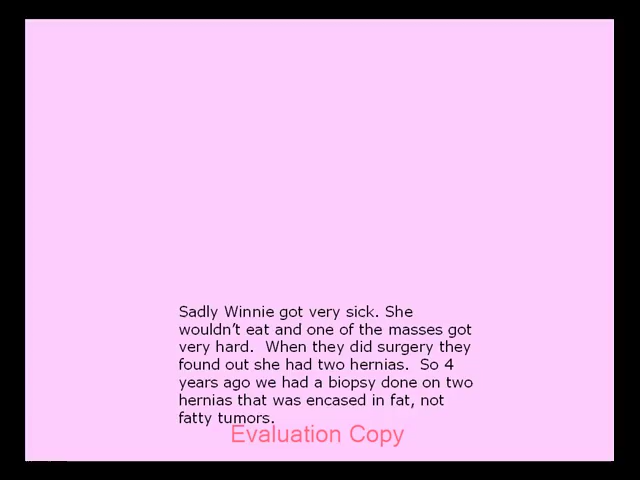 Sadly Winnie got very sick. She
wouldn’t eat and one of the masses got
very hard.  When they did surgery they
found out she had two hernias.  So 4
years ago we had a biopsy done on two
hernias that was encased in fat, not
fatty tumors.
Evaluation Copy